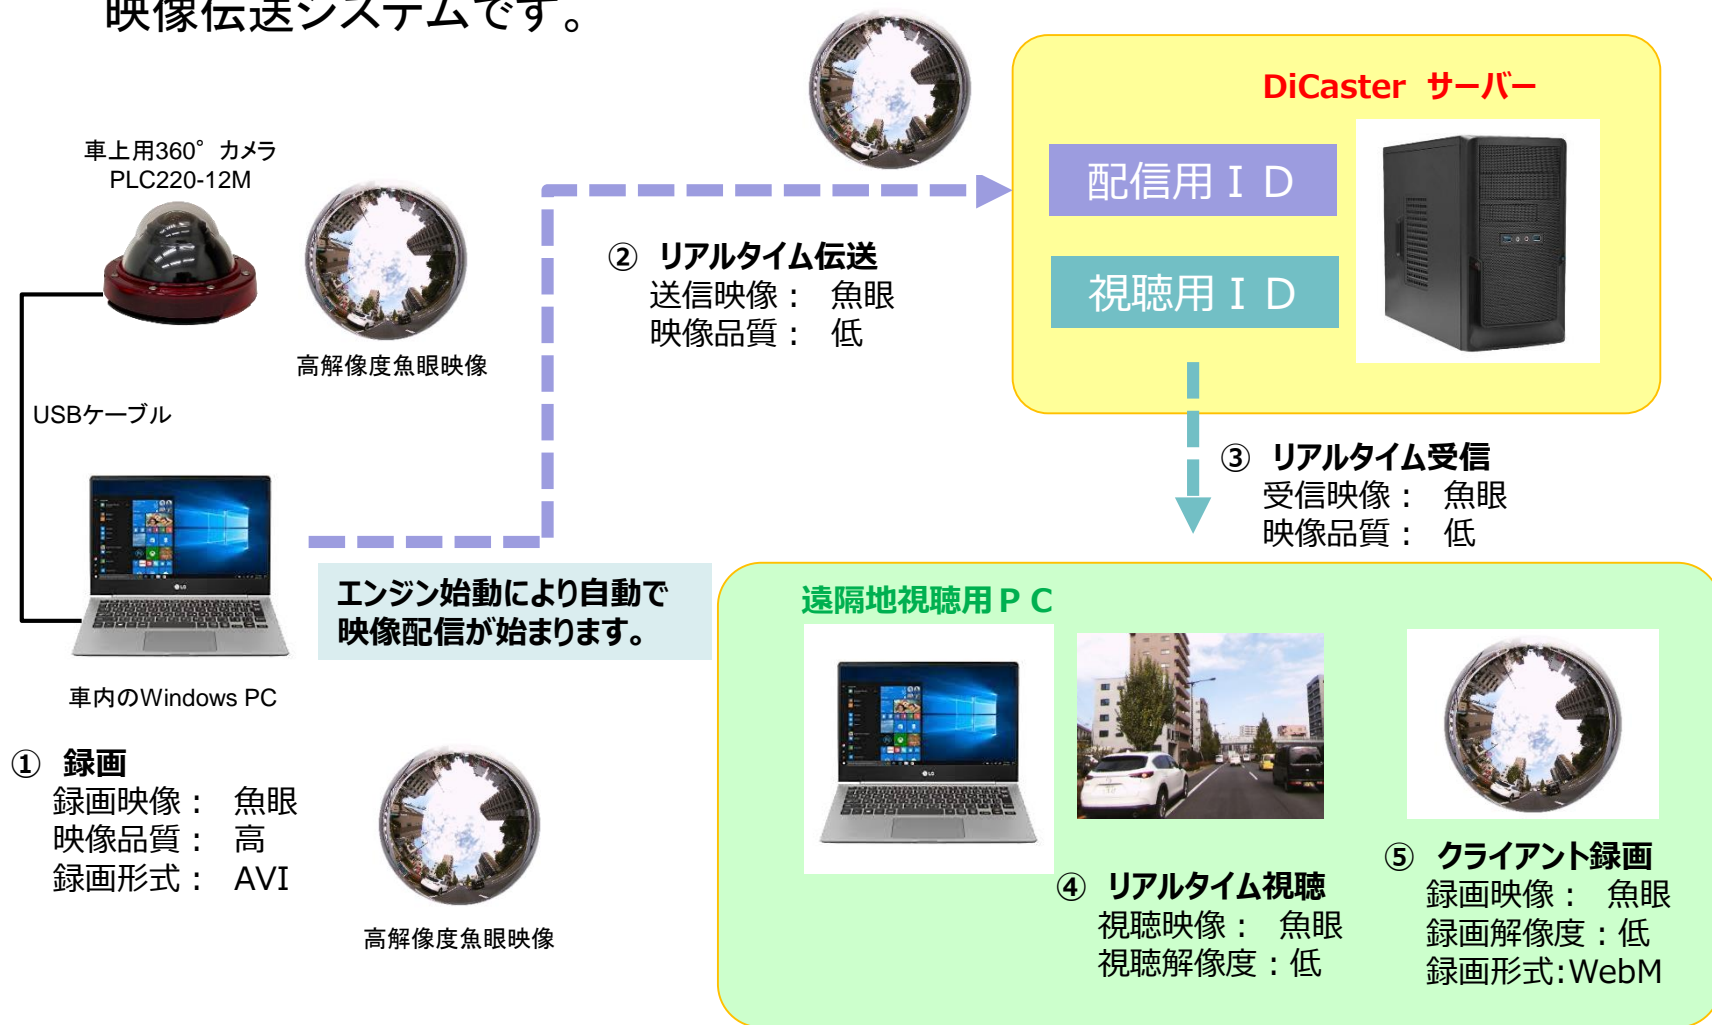 映像伝送システムです。
車上用360°カメラ
PLC220-12M
高解像度魚眼映像
USBケーブル
車内のWindows PC
① 録画
録画映像： 魚眼
映像品質： 高
録画形式： AVI
高解像度魚眼映像
エンジン始動により自動で
映像配信が始まります。
② リアルタイム伝送
送信映像： 魚眼
映像品質： 低
DiCaster サーバー
配信用ＩＤ
視聴用ＩＤ
③ リアルタイム受信
受信映像： 魚眼
映像品質： 低
遠隔地視聴用ＰＣ
④ リアルタイム視聴
視聴映像： 魚眼
視聴解像度：低
⑤ クライアント録画
録画映像： 魚眼
録画解像度：低
録画形式:WebM